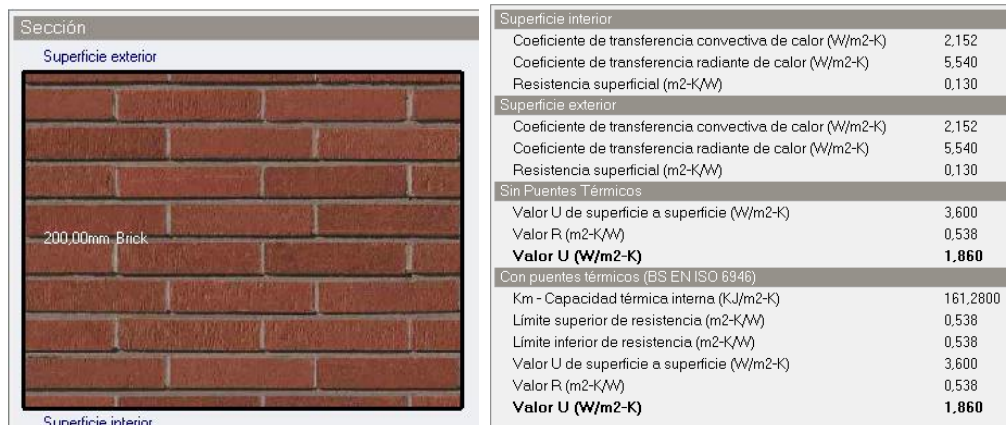 Sección
Superficie exterior
200,00mm Brick
Superficie interior
Superficie interior
Coeficiente de transferencia convectiva de calor (W/m2-K) 2,152
Coeficiente de transferencia radiante de calor (W/m2-K) 5,540
Resistencia superficial (m2-K/W) 0,130
Superficie exterior
Coeficiente de transferencia convectiva de calor (W/m2-K) 2,152
Coeficiente de transferencia radiante de calor (W/m2-K) 5,540
Resistencia superficial (m2-K/W) 0,130
Sin Puentes Térmicos
Valor U de superficie a superficie (W/m2-K) 3,600
Valor R (m2-K/W) 0,538
Valor U (W/m2-K) 1,860
Con puentes térmicos (BS EN ISO 6946)
Km - Capacidad térmica interna (KJ/m2-K) 161,2800
Límite superior de resistencia (m2-K/W) 0,538
Límite inferior de resistencia (m2-K/W) 0,538
Valor U de superficie a superficie (W/m2-K) 3,600
Valor R (m2-K/W) 0,538
Valor U (W/m2-K) 1,860